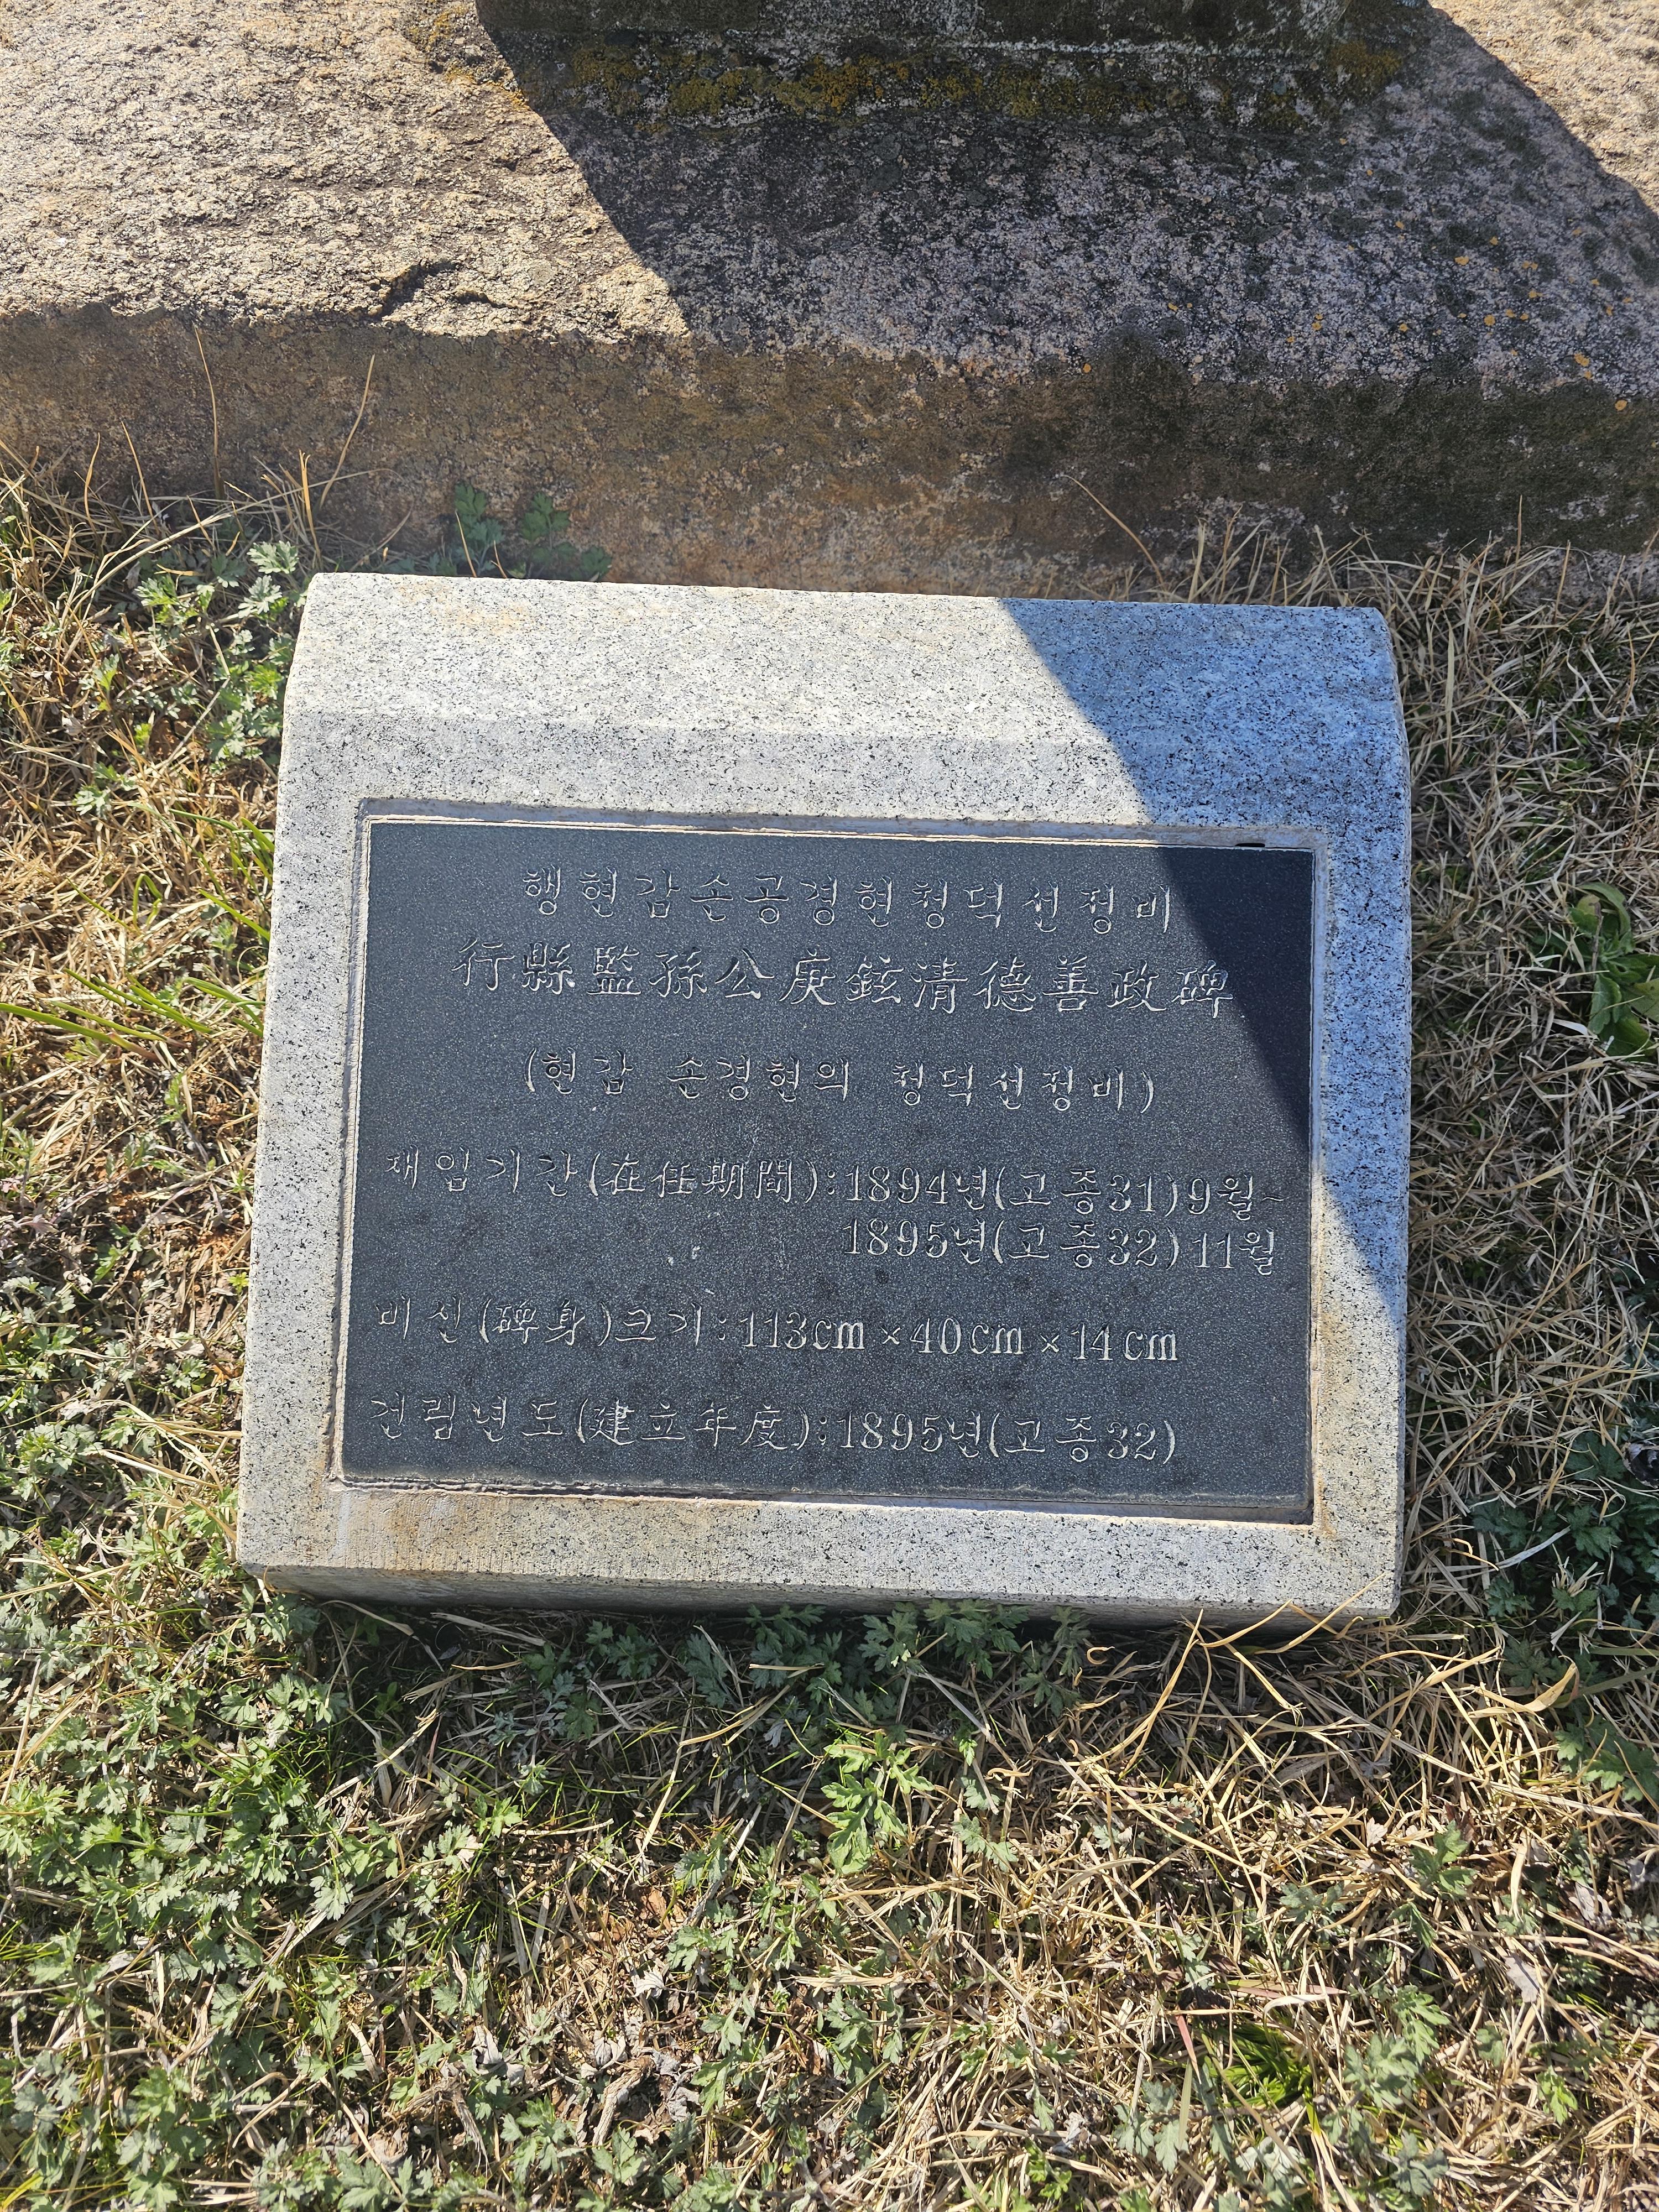 행현감손공경현청덕선정비
行縣監孫公庚鉉清德善政碑
(현감 손경현의 청덕선정비)
재임기간(在任期間):1894년(고종31)9월~
1895년(고종32)11월
비신(碑身)크기:113cm×40cm×14cm
건립년도(建立年度):1895년(고종32)